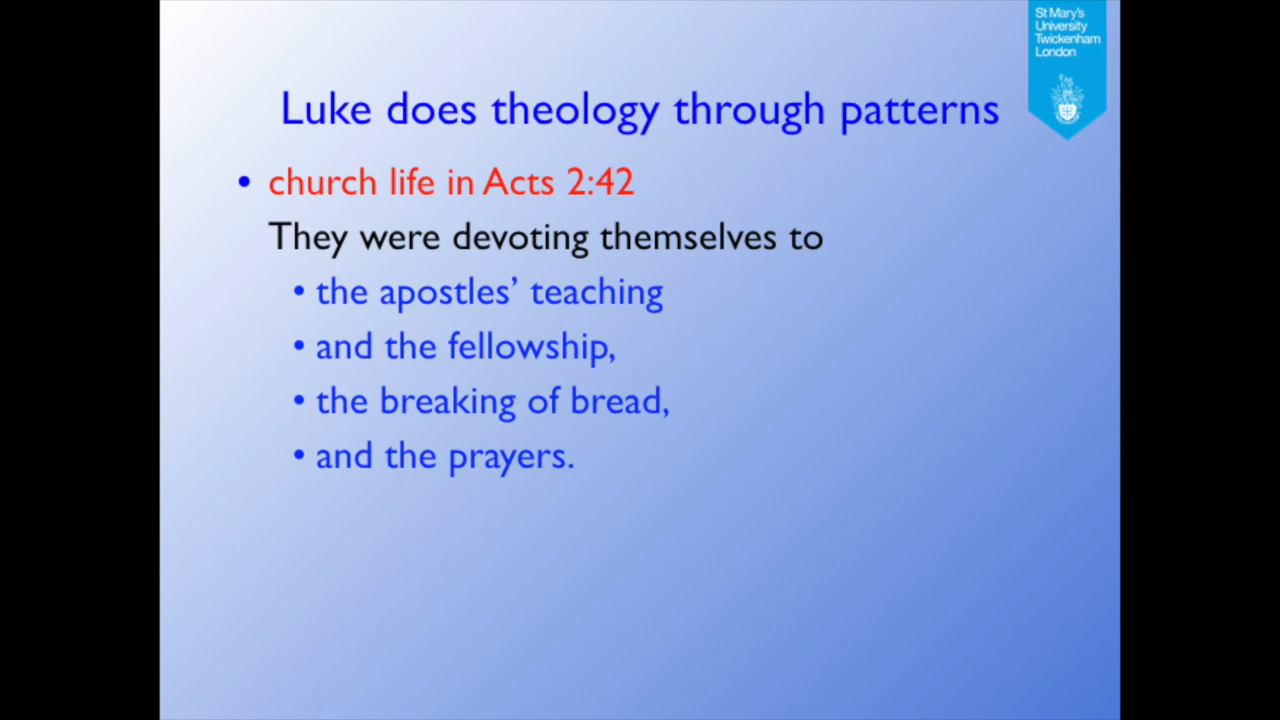 St Mary's
University
Twickenham
London
Luke does theology through patterns
• church life in Acts 2:42
They were devoting themselves to
• the apostles’ teaching
• and the fellowship,
• the breaking of bread,
• and the prayers.